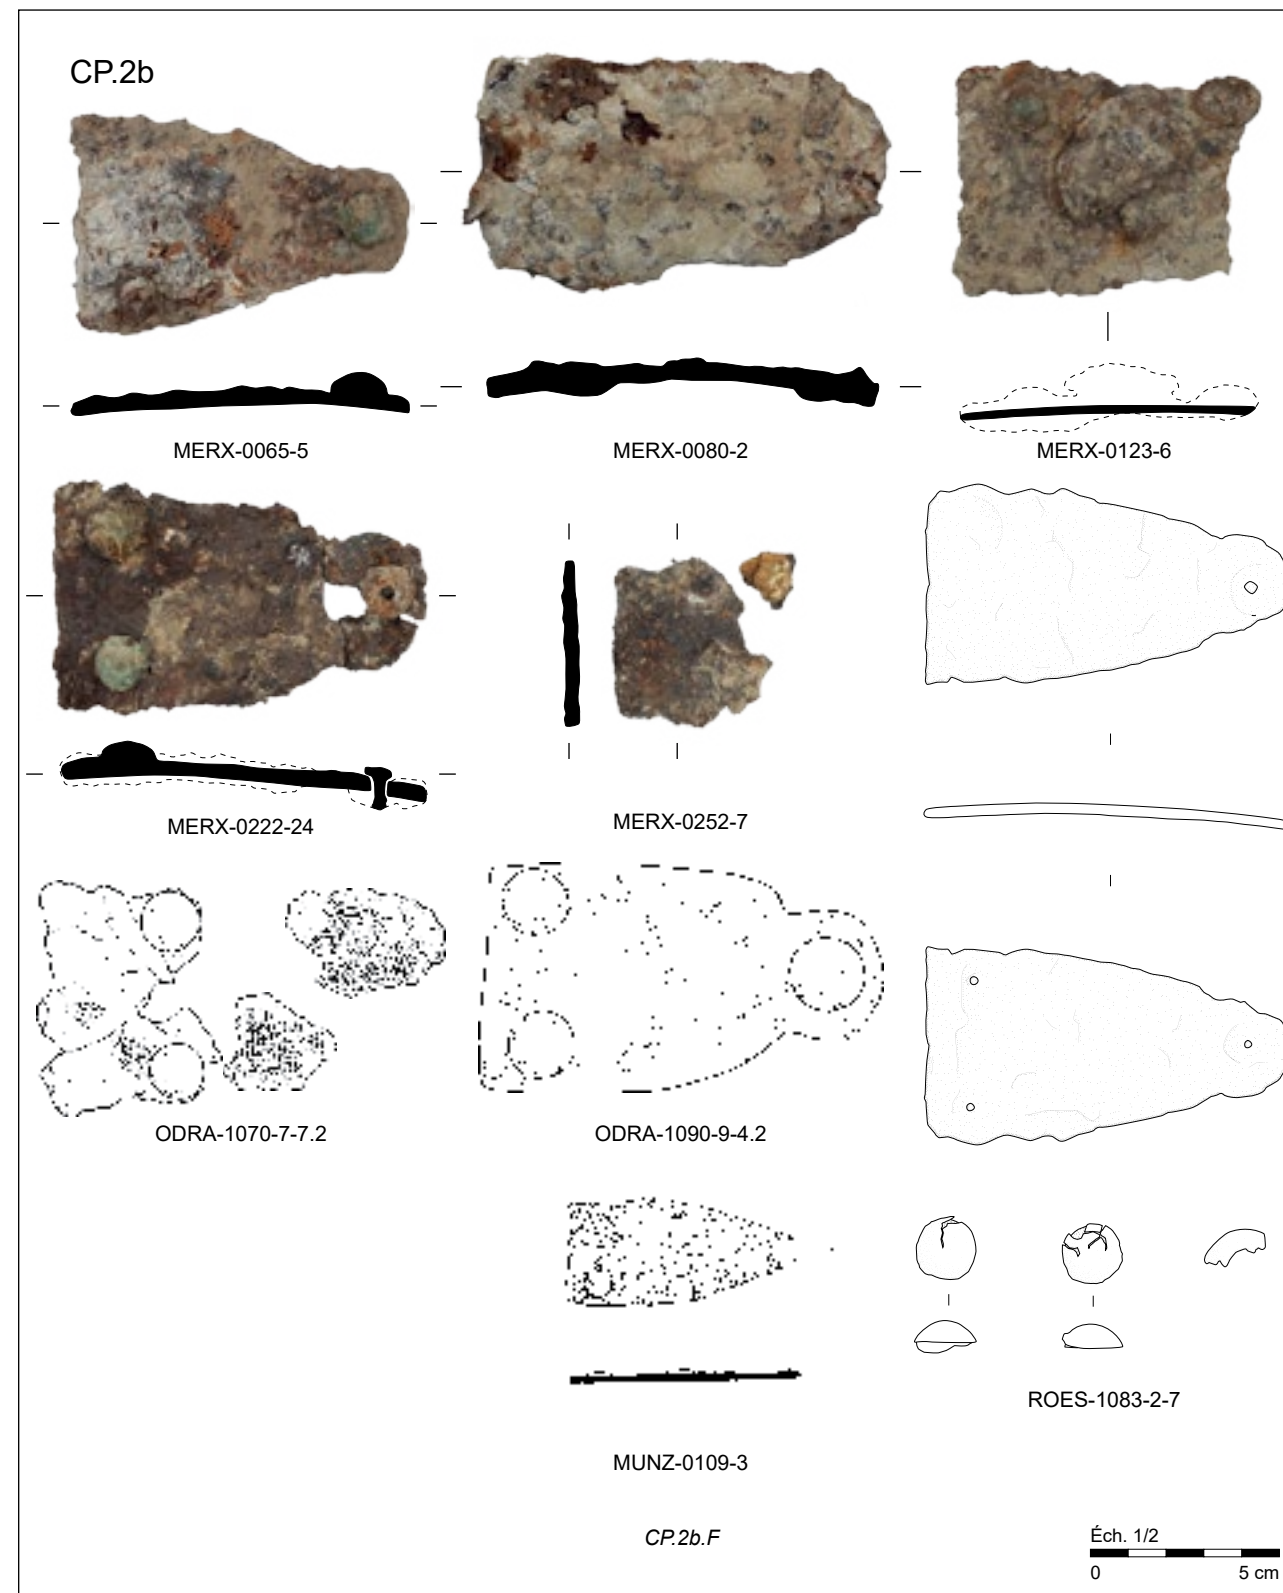 CP.2b
MERX-0065-5
MERX-0080-2
MERX-0123-6
MERX-0222-24
MERX-0252-7
ODRA-1070-7-7.2
ODRA-1090-9-4.2
ROES-1083-2-7
MUNZ-0109-3
CP.2b.F
Éch. 1/2
0 5 cm